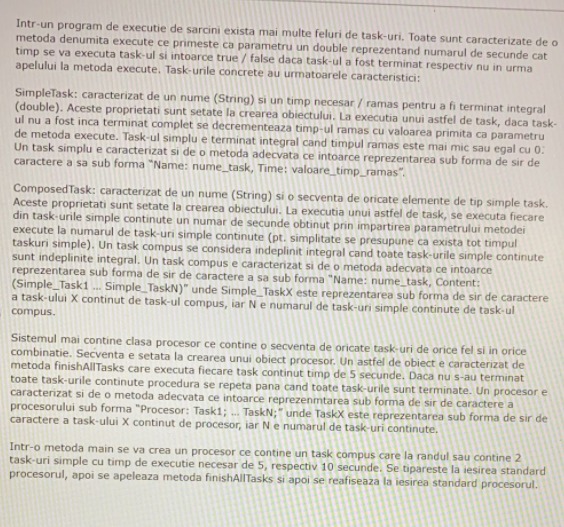 Intr-un program de executie de sarcini exista mai multe feluri de task-uri. Toate sunt caracterizate de o
metoda denumita execute ce primeste ca parametru un double reprezentand numarul de secunde cat
timp se va executa task-ul si intoarce true / false daca task-ul a fost terminat respectiv nu in urma
apelului la metoda execute. Task-urile concrete au urmatoarele caracteristici:
SimpleTask: caracterizat de un nume (String) si un timp necesar / ramas pentru a fi terminat integral
(double). Aceste proprietati sunt setate la crearea obiectului. La executia unui astfel de task, daca task-
ul nu a fost inca terminat complet se decrementeaza timp-ul ramas cu valoarea primita ca parametru
de metoda execute. Task-ul simplu e terminat integral cand timpul ramas este mai mic sau egal cu 0.
Un task simplu e caracterizat si de o metoda adecvata ce intoarce reprezentarea sub forma de sir de
caractere a sa sub forma "Name: nume_task, Time: valoare_timp_ramas".
ComposedTask: caracterizat de un nume (String) si o secventa de oricate elemente de tip simple task.
Aceste proprietati sunt setate la crearea obiectului. La executia unui astfel de task, se executa fiecare
din task-urile simple continute un numar de secunde obtinut prin impartirea parametrului metodei
execute la numarul de task-uri simple continute (pt. simplitate se presupune ca exista tot timpul
taskuri simple). Un task compus se considera indeplinit integral cand toate task-urile simple continute
sunt indeplinite integral. Un task compus e caracterizat si de o metoda adecvata ce intoarce
reprezentarea sub forma de sir de caractere a sa sub forma "Name: nume_task, Content:
(Simple_Task1 ... Simple_TaskN)" unde Simple_TaskX este reprezentarea sub forma de sir de caractere
a task-ului X continut de task-ul compus, iar N e numarul de task-uri simple continute de task-ul
compus.
Sistemul mai contine clasa procesor ce contine o secventa de oricate task-uri de orice fel si in orice
combinatie. Secventa e setata la crearea unui obiect procesor. Un astfel de obiect e caracterizat de
metoda finishAllTasks care executa fiecare task continut timp de 5 secunde. Daca nu s-au terminat
toate task-urile continute procedura se repeta pana cand toate task-urile sunt terminate. Un procesor e
caracterizat si de o metoda adecvata ce intoarce reprezenmtarea sub forma de sir de caractere a
procesorului sub forma "Procesor: Task1; ... TaskN;" unde TaskX este reprezentarea sub forma de sir de
caractere a task-ului X continut de procesor, iar N e numarul de task-uri continute.
Intr-o metoda main se va crea un procesor ce contine un task compus care la randul sau contine 2
task-uri simple cu timp de executie necesar de 5, respectiv 10 secunde. Se tipareste la iesirea standard
procesorul, apoi se apeleaza metoda finishAllTasks si apoi se reafiseaza la iesirea standard procesorul.